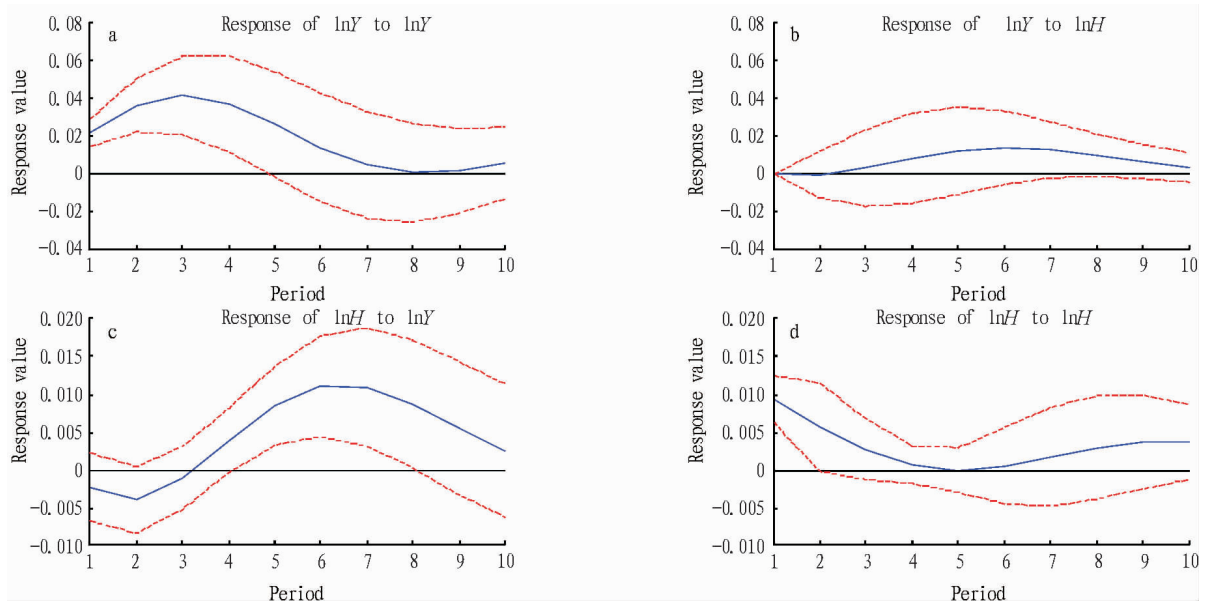 a Response of lnY to lnY
Response value
0.08
0.06
0.04
0.02
0
−0.02
−0.04
1 2 3 4 5 6 7 8 9 10
Period
b Response of lnY to lnH
Response value
0.08
0.06
0.04
0.02
0
−0.02
−0.04
1 2 3 4 5 6 7 8 9 10
Period
c Response of lnH to lnY
Response value
0.020
0.015
0.010
0.005
0
−0.005
−0.010
1 2 3 4 5 6 7 8 9 10
Period
d Response of lnH to lnH
Response value
0.020
0.015
0.010
0.005
0
−0.005
−0.010
1 2 3 4 5 6 7 8 9 10
Period